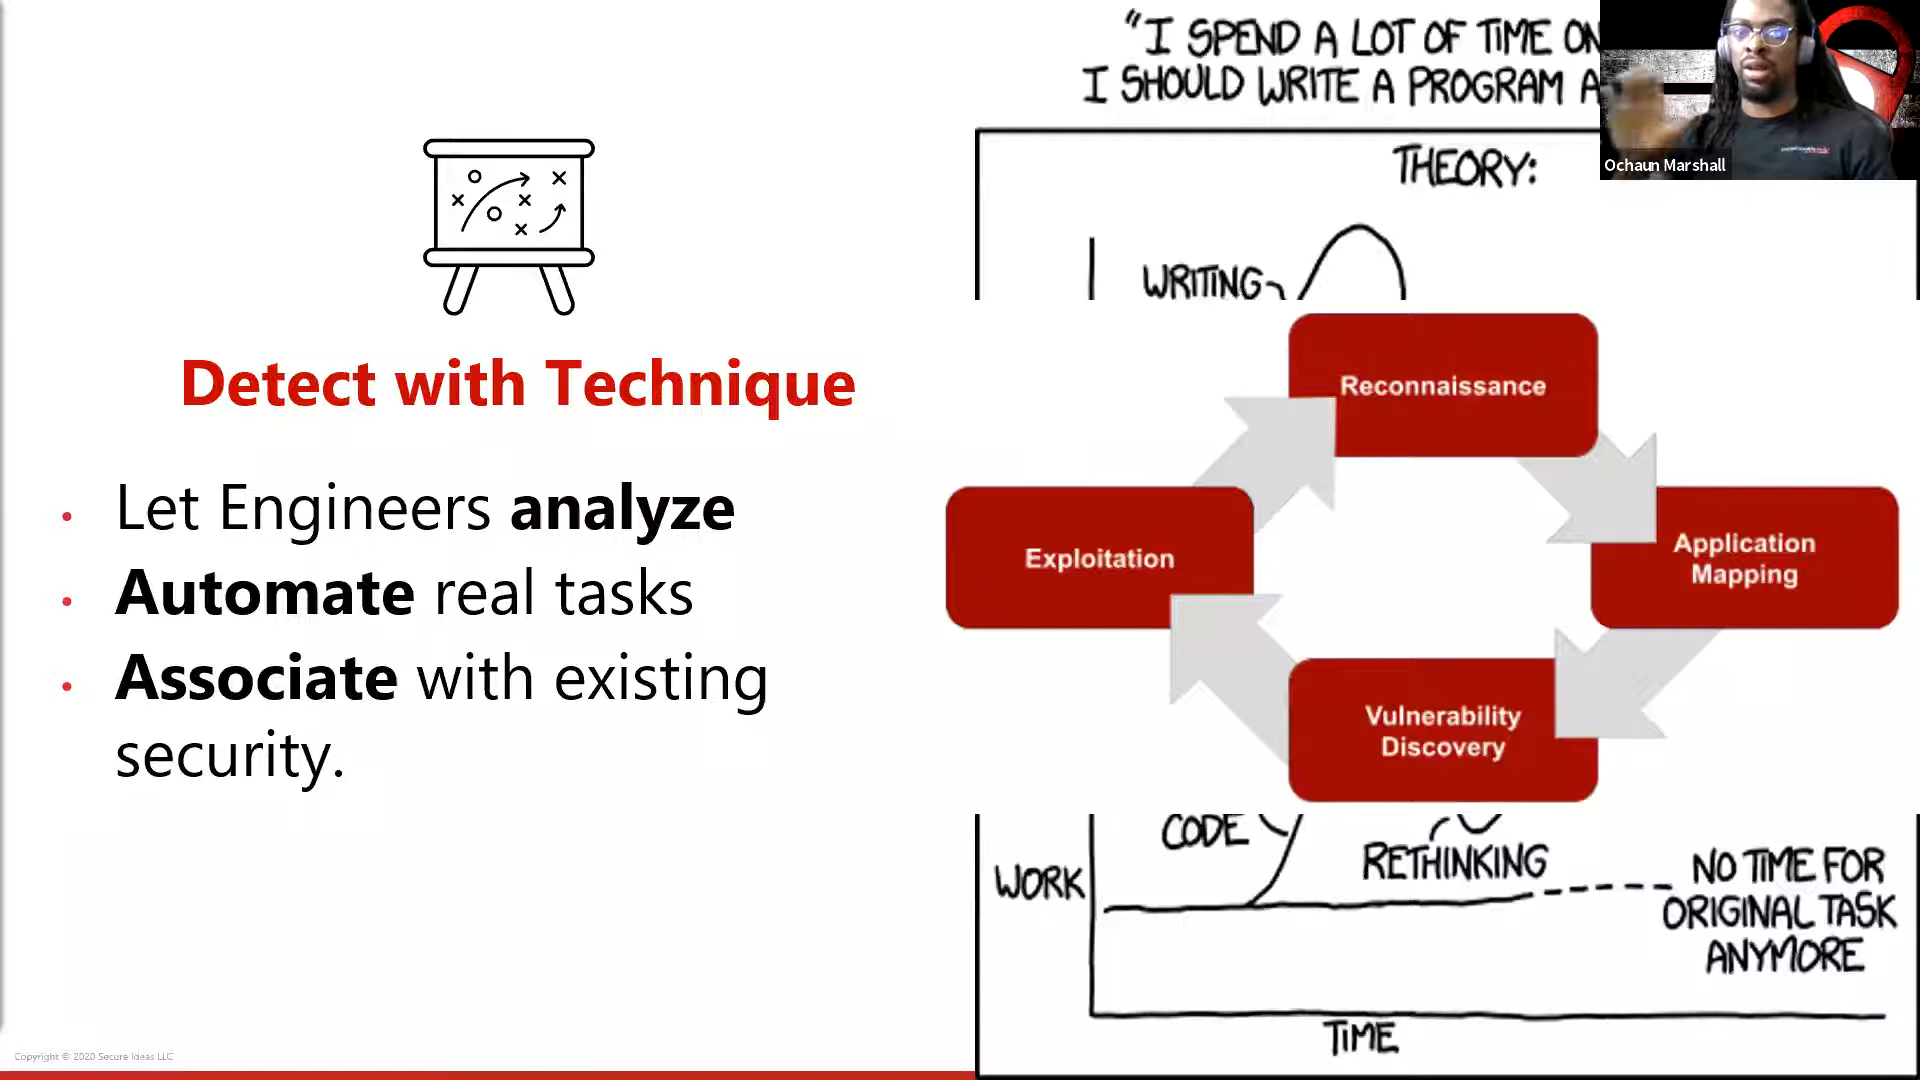 "I SPEND A LOT OF TIME ON
I SHOULD WRITE A PROGRAM A
Ochaun Marshall
THEORY:
WRITING
Detect with Technique
• Let Engineers analyze
• Automate real tasks
• Associate with existing
security.
Reconnaissance
Application
Mapping
Vulnerability
Discovery
Exploitation
CODE
RETHINKING
WORK
NO TIME FOR
ORIGINAL TASK
ANYMORE
TIME
Copyright © 2020 Secure Ideas LLC